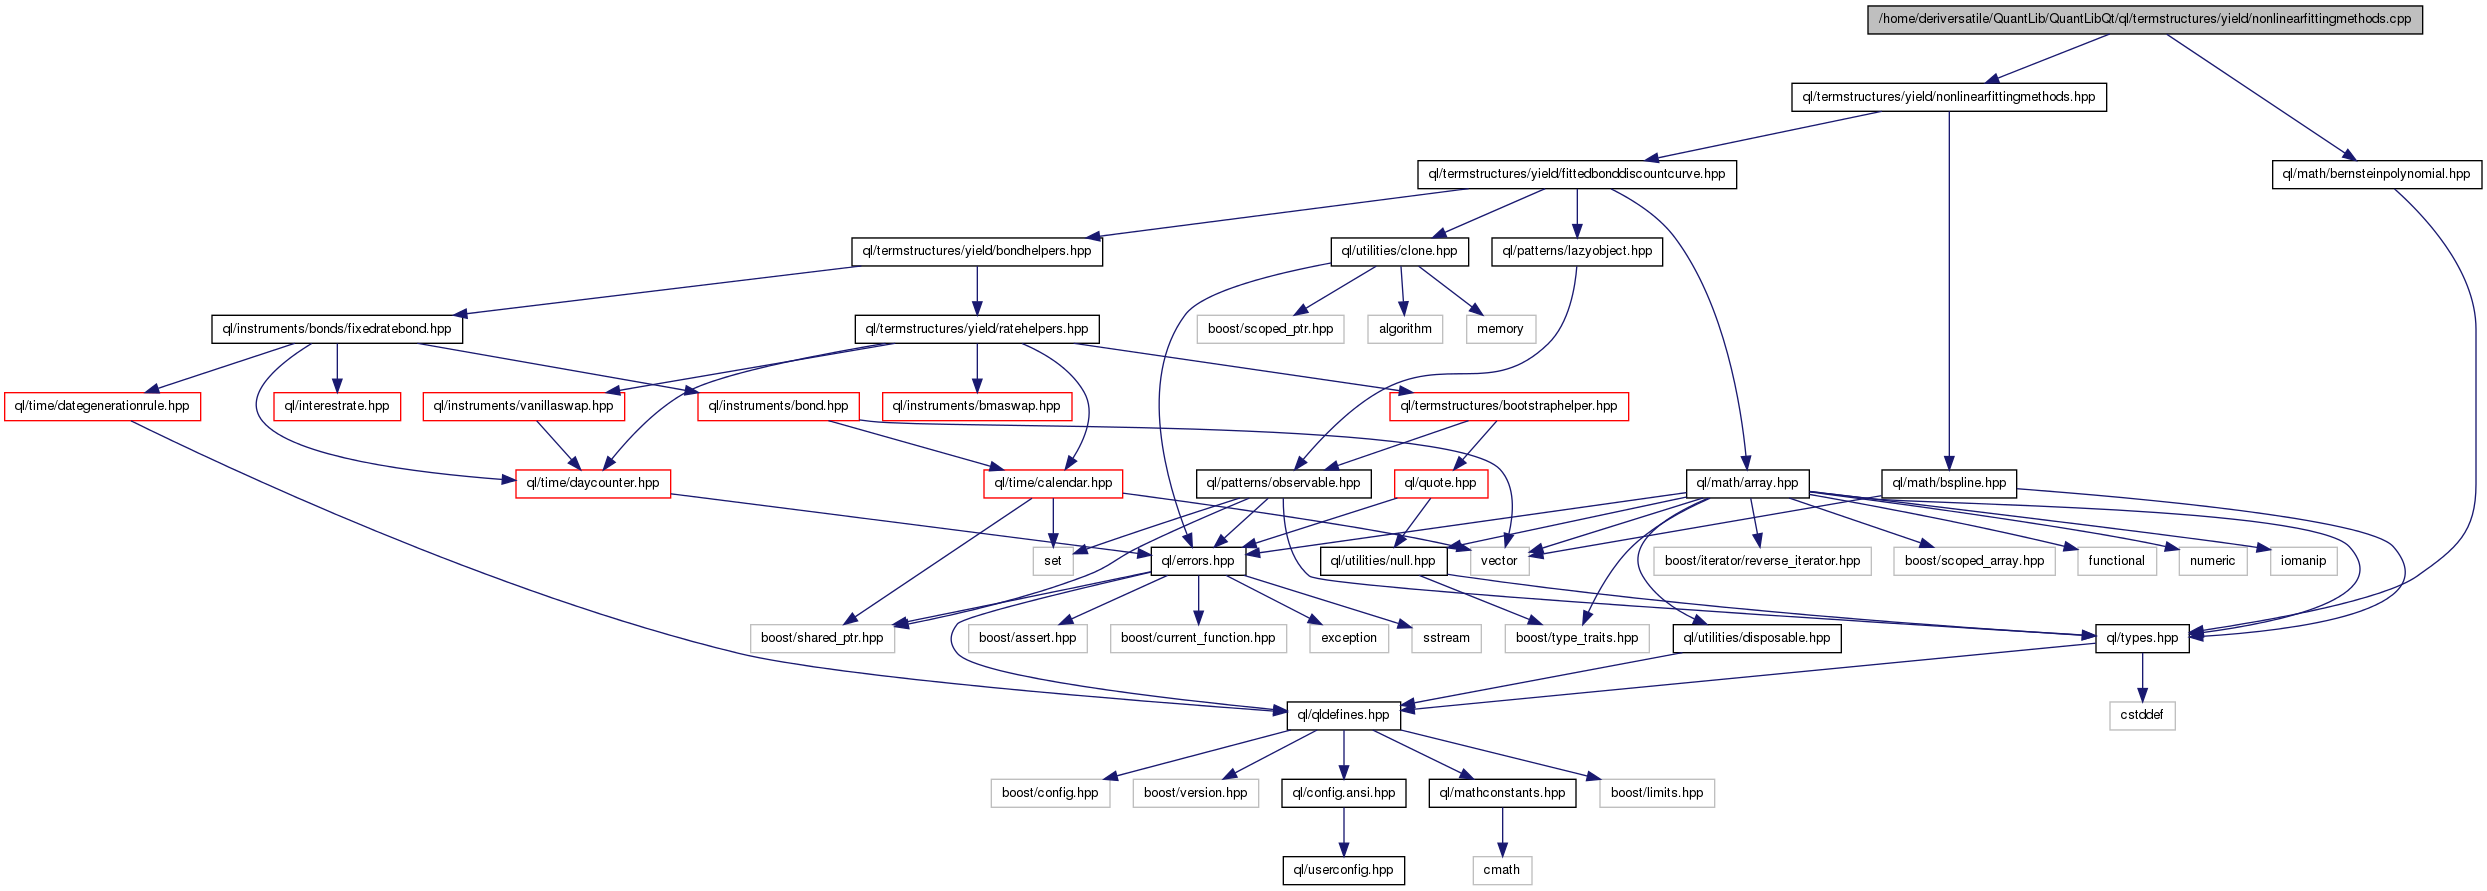 /home/deriversatile/QuantLib/QuantLibQt/ql/termstructures/yield/nonlinearfittingmethods.cpp
ql/termstructures/yield/nonlinearfittingmethods.hpp
ql/termstructures/yield/fittedbonddiscountcurve.hpp
ql/math/bernsteinpolynomial.hpp
ql/termstructures/yield/bondhelpers.hpp
ql/utilities/clone.hpp
ql/patterns/lazyobject.hpp
ql/instruments/bonds/fixedratebond.hpp
ql/termstructures/yield/ratehelpers.hpp
boost/scoped_ptr.hpp
algorithm
memory
ql/time/dategenerationrule.hpp
ql/interestrate.hpp
ql/instruments/vanillaswap.hpp
ql/instruments/bond.hpp
ql/instruments/bmaswap.hpp
ql/termstructures/bootstraphelper.hpp
ql/time/daycounter.hpp
ql/time/calendar.hpp
ql/patterns/observable.hpp
ql/quote.hpp
ql/math/array.hpp
ql/math/bspline.hpp
set
ql/errors.hpp
ql/utilities/null.hpp
vector
boost/iterator/reverse_iterator.hpp
boost/scoped_array.hpp
functional
numeric
iomanip
boost/shared_ptr.hpp
boost/assert.hpp
boost/current_function.hpp
exception
sstream
boost/type_traits.hpp
ql/utilities/disposable.hpp
ql/types.hpp
ql/qldefines.hpp
cstddef
boost/config.hpp
boost/version.hpp
ql/config.ansi.hpp
ql/mathconstants.hpp
boost/limits.hpp
ql/userconfig.hpp
cmath